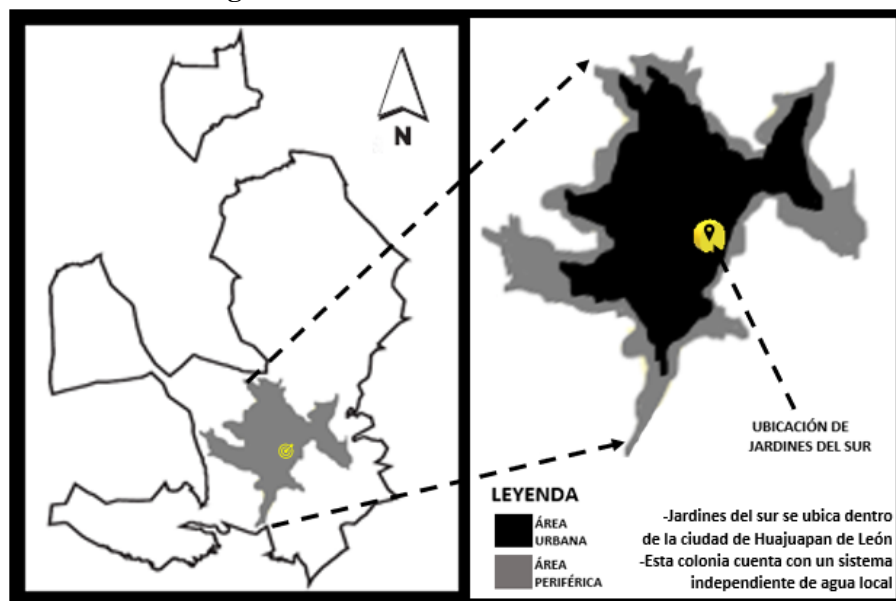 N
UBICACIÓN DE
JARDINES DEL SUR
LEYENDA
ÁREA
URBANA
ÁREA
PERIFÉRICA
-Jardines del sur se ubica dentro
de la ciudad de Huajuapan de León
-Esta colonia cuenta con un sistema
independiente de agua local